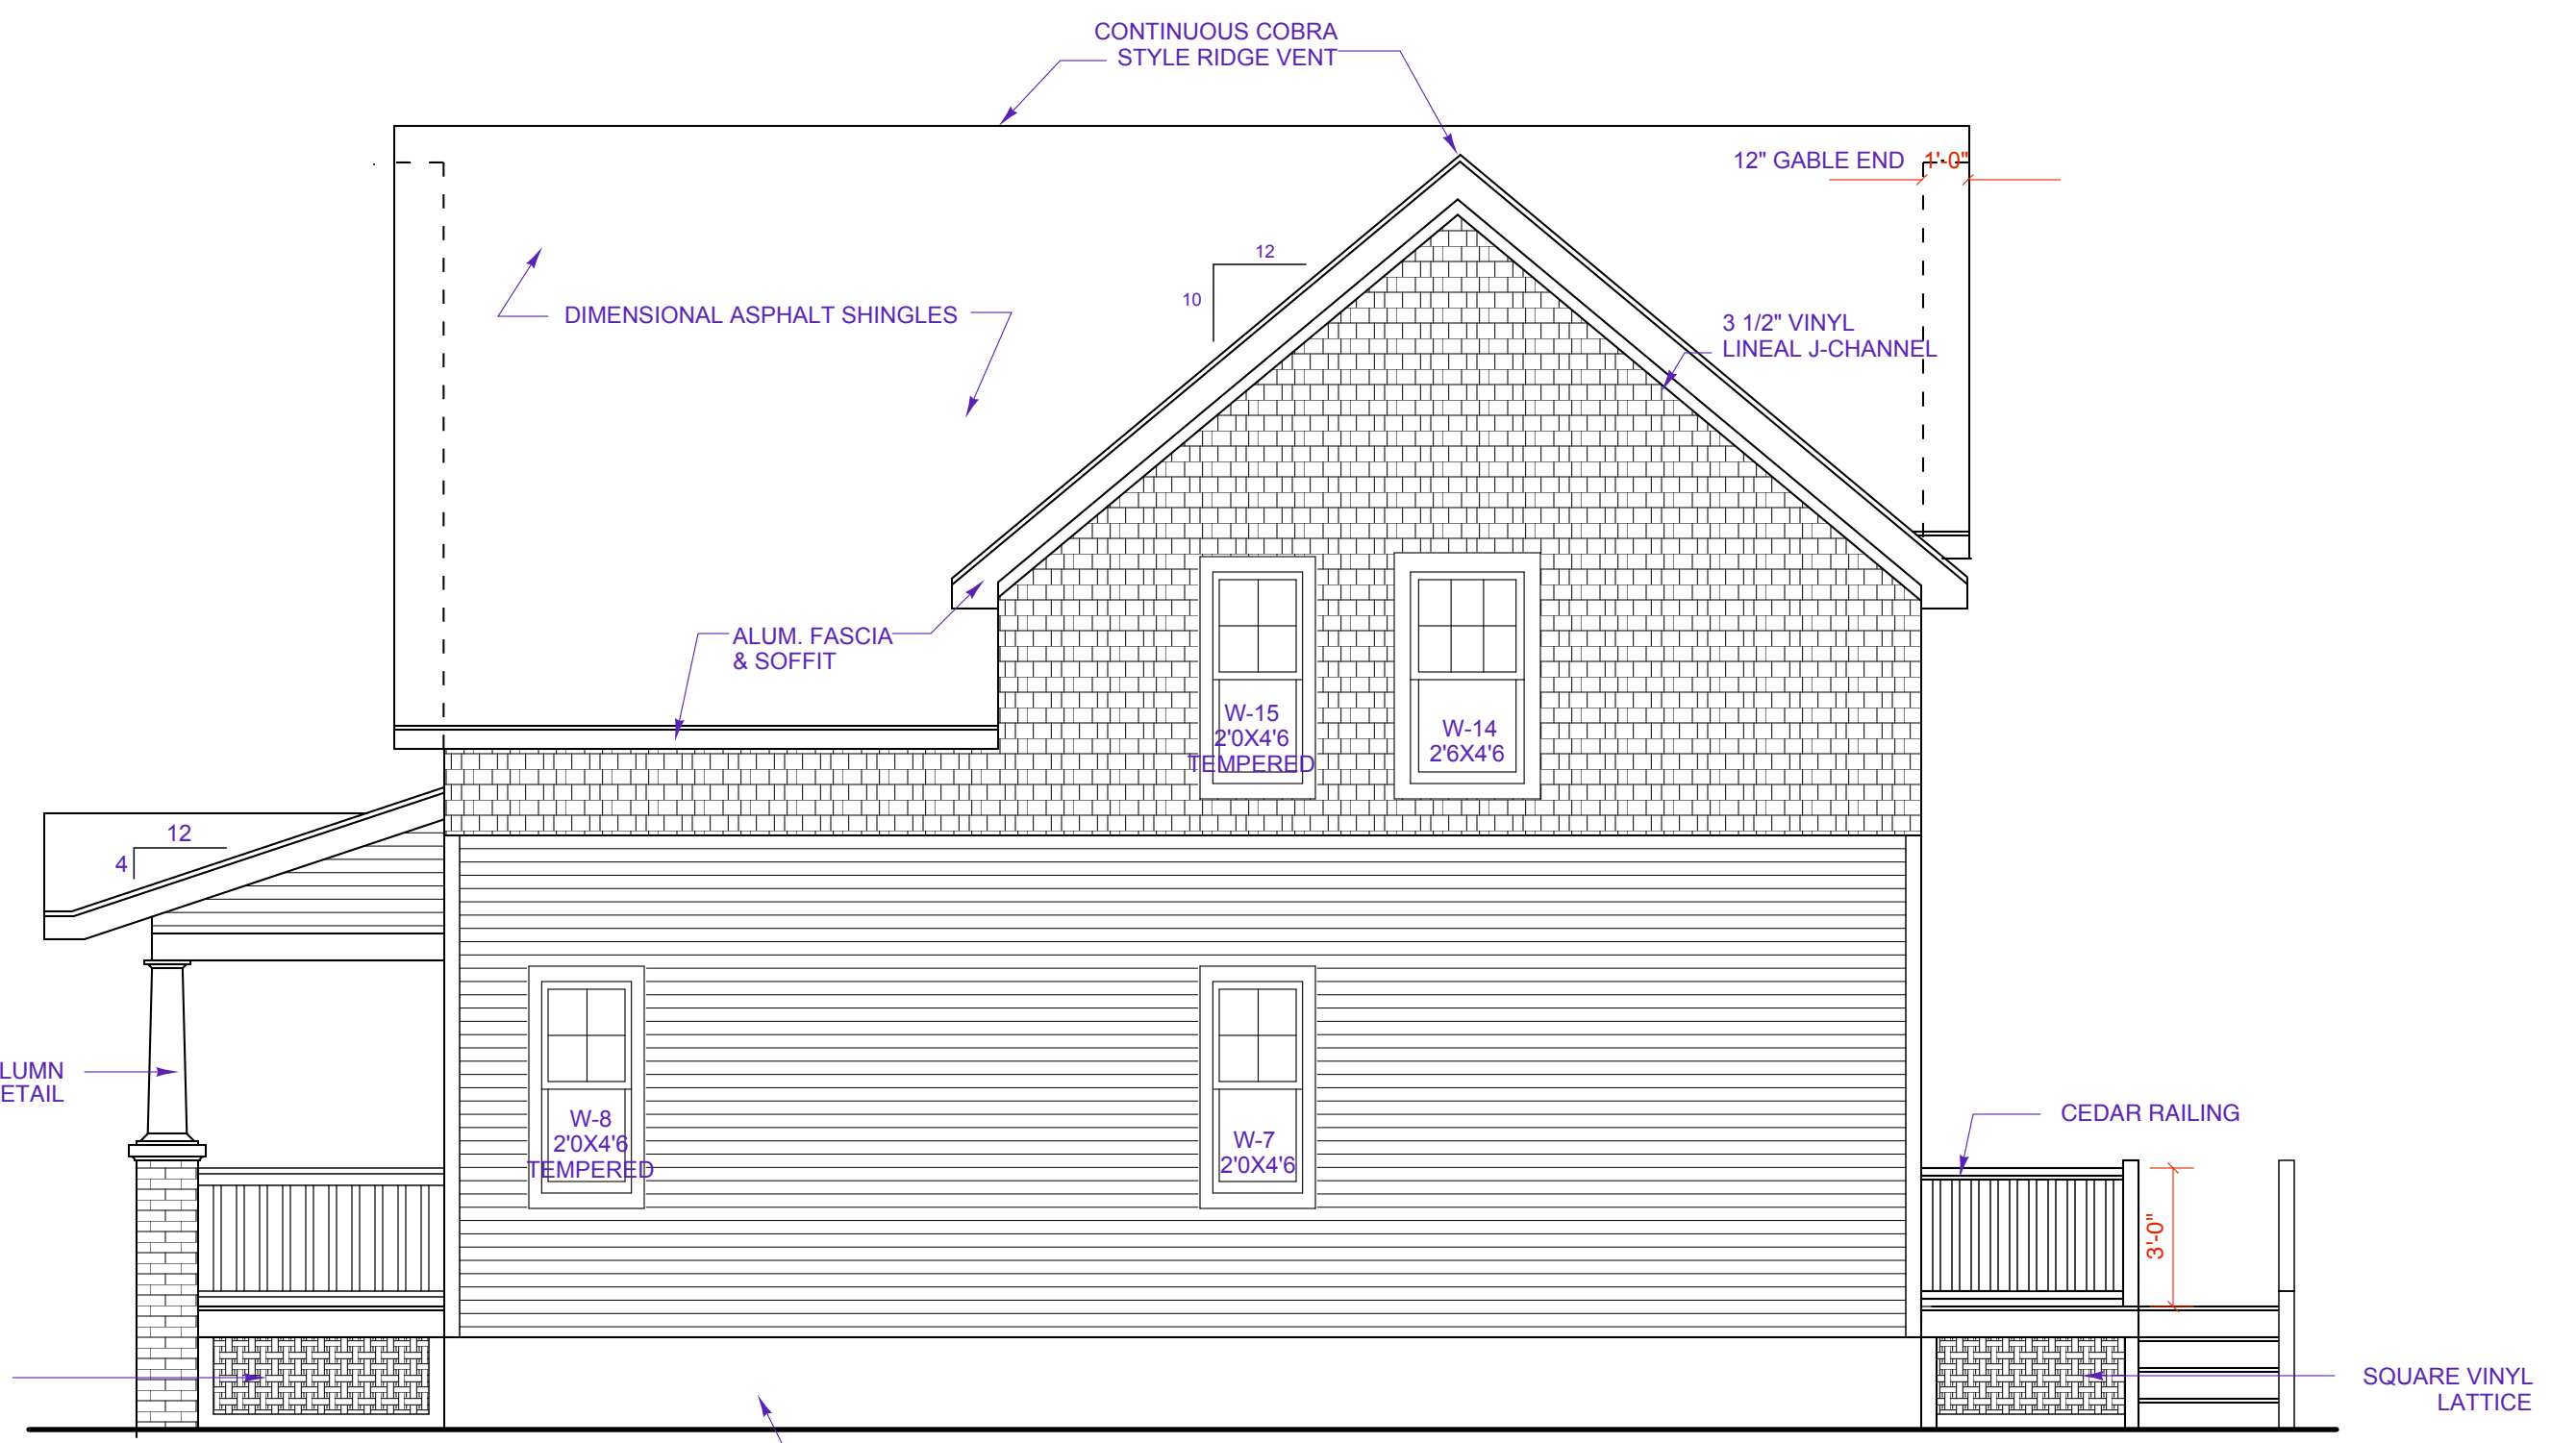 CONTINUOUS COBRA
STYLE RIDGE VENT
12" GABLE END 1'-0"
12
10
DIMENSIONAL ASPHALT SHINGLES
3 1/2" VINYL
LINEAL J-CHANNEL
ALUM. FASCIA
& SOFFIT
W-15
2'0X4'6
TEMPERED
W-14
2'6X4'6
12
4
LUMN
ETAIL
W-8
2'0X4'6
TEMPERED
W-7
2'0X4'6
CEDAR RAILING
3'-0"
SQUARE VINYL
LATTICE